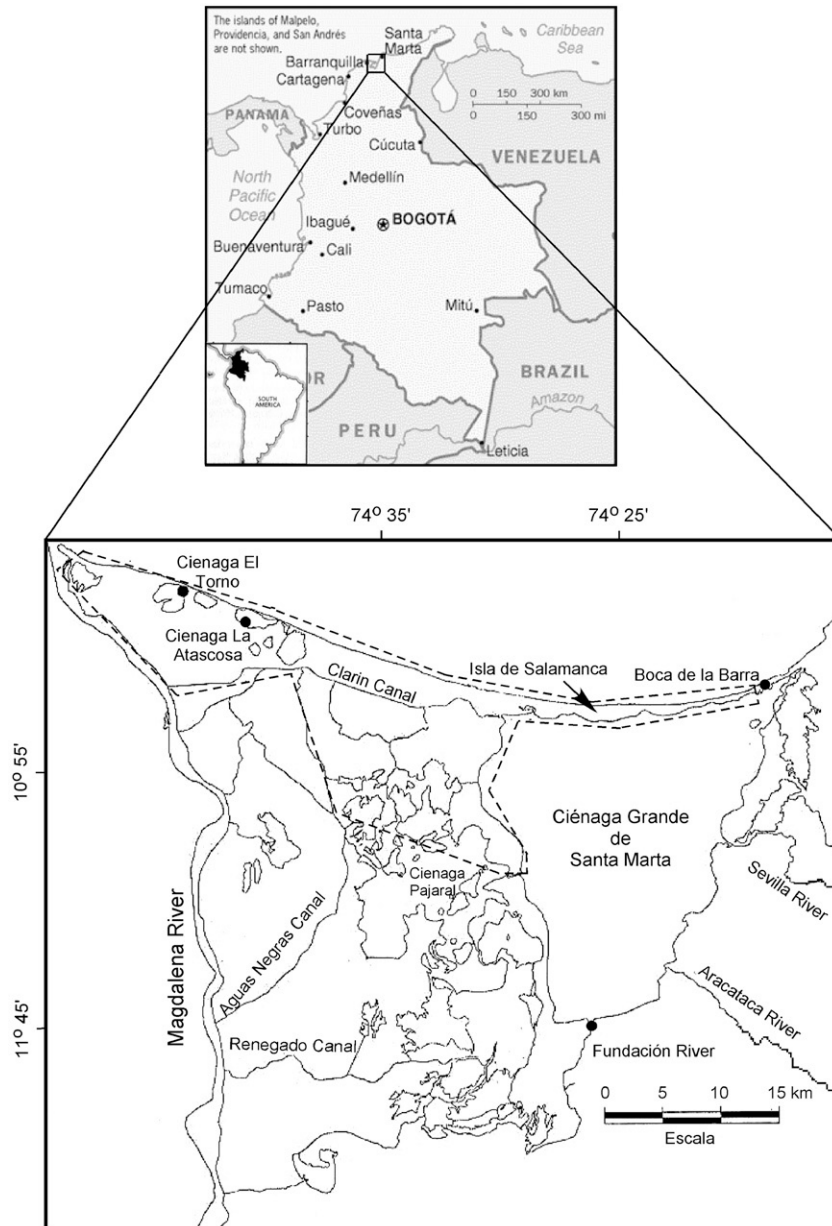 The islands of Malpelo,
Providencia, and San Andrés
are not shown.
Santa
Marta
Caribbean
Sea
Barranquilla
Cartagena
0 150 300 km
0 150 300 mi
PANAMA
Coveñas
Turbo
Cúcuta
VENEZUELA
North
Pacific
Ocean
Medellín
Ibagué
BOGOTÁ
Buenaventura
Cali
Tumaco
Pasto
Mitú
OR
BRAZIL
SOUTH
AMERICA
Amazon
PERU
Leticia
74° 35'
74° 25'
Cienaga El
Torno
Cienaga La
Atascosa
Isla de Salamanca
Boca de la Barra
Clarin Canal
10° 55'
Ciénaga Grande
de
Santa Marta
Cienaga
Pajaral
Sevilla River
Magdalena River
Aguas Negras Canal
Aracataca River
11° 45'
Renegado Canal
Fundación River
0 5 10 15 km
Escala